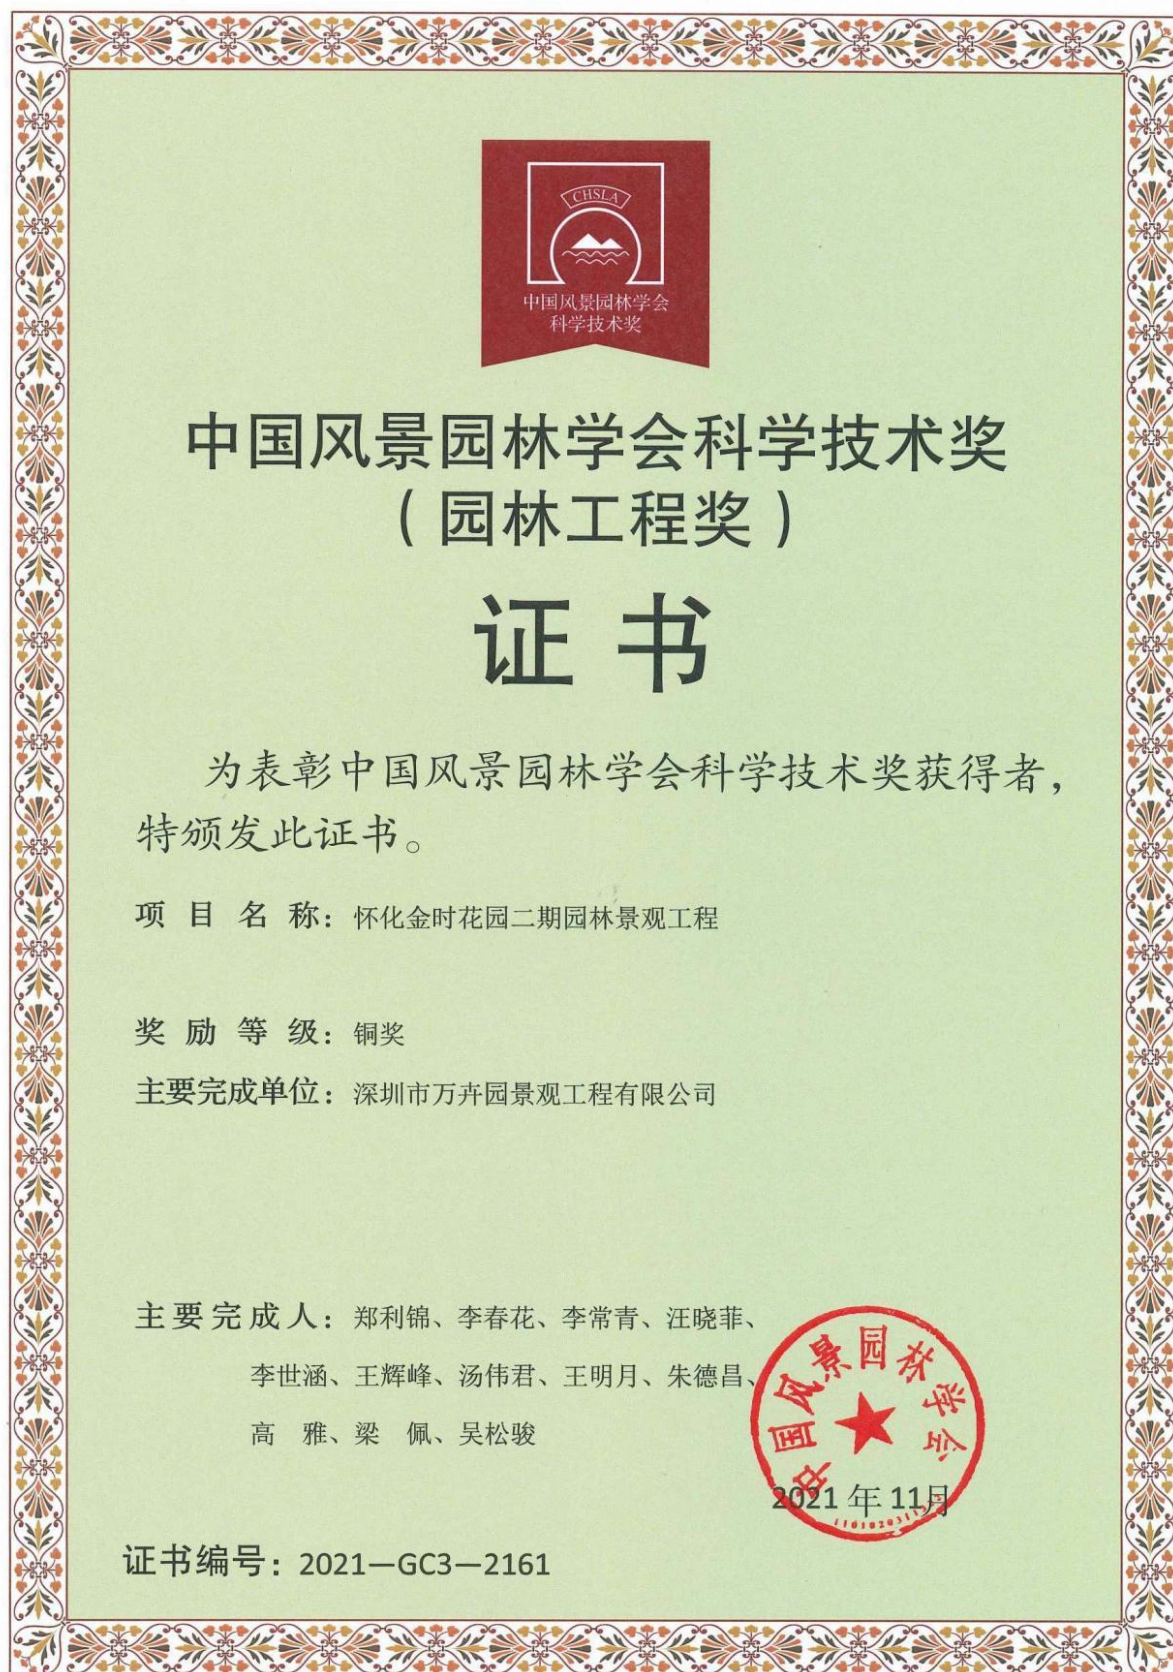 CHSLA
中国风景园林学会
科学技术奖
中国风景园林学会科学技术奖
（园林工程奖）
证书
为表彰中国风景园林学会科学技术奖获得者，
特颁发此证书。
项目名称：怀化金时花园二期园林景观工程
奖励等级：铜奖
主要完成单位：深圳市万卉园景观工程有限公司
主要完成人：郑利锦、李春花、李常青、汪晓菲、
李世涵、王辉峰、汤伟君、王明月、朱德昌、
高 雅、梁 佩、吴松骏
中国风景园林学会
2021 年 11月
证书编号：2021—GC3—2161